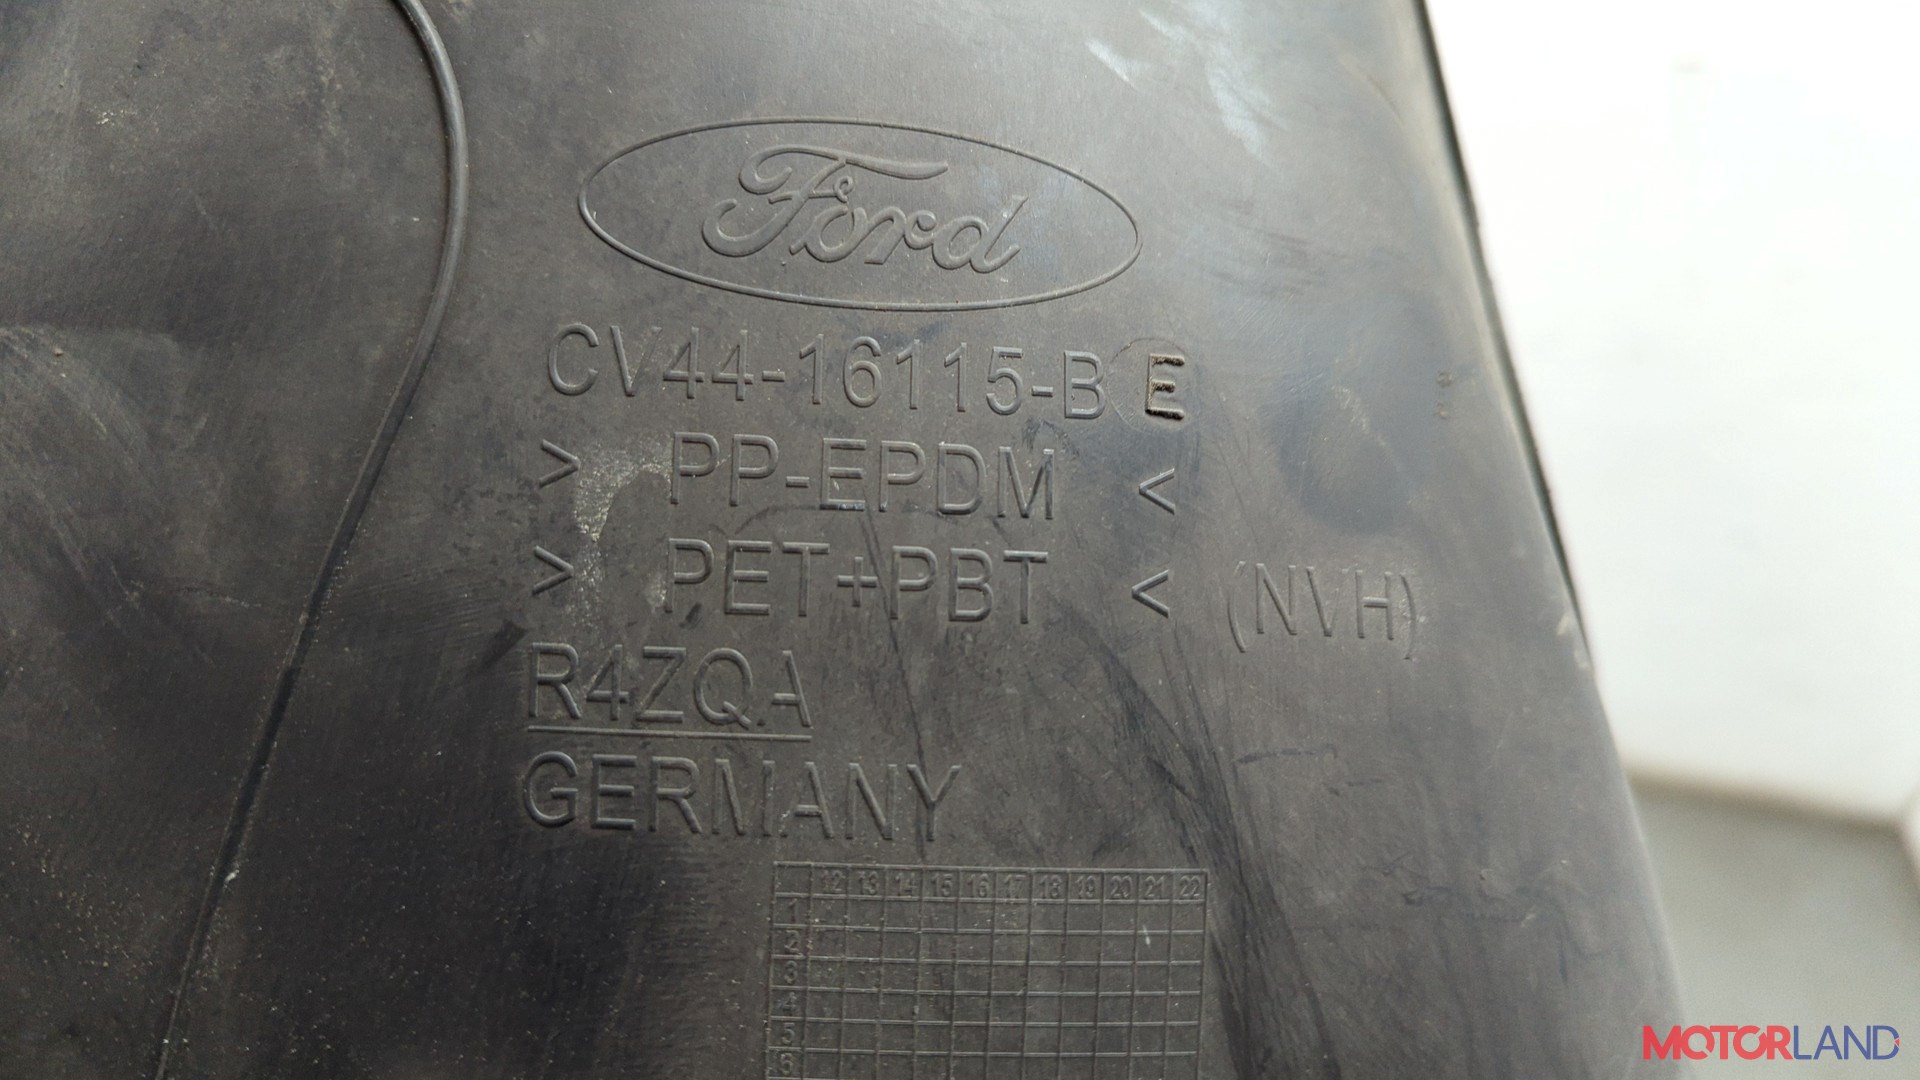 Ford
CV44-16115-B E
> PP-EPDM <
> PET+PBT < (NVH)
R4ZQA
GERMANY
12 13 14 15 16 17 18 19 20 21 22
1
2
3
4
5
6
MOTORLAND